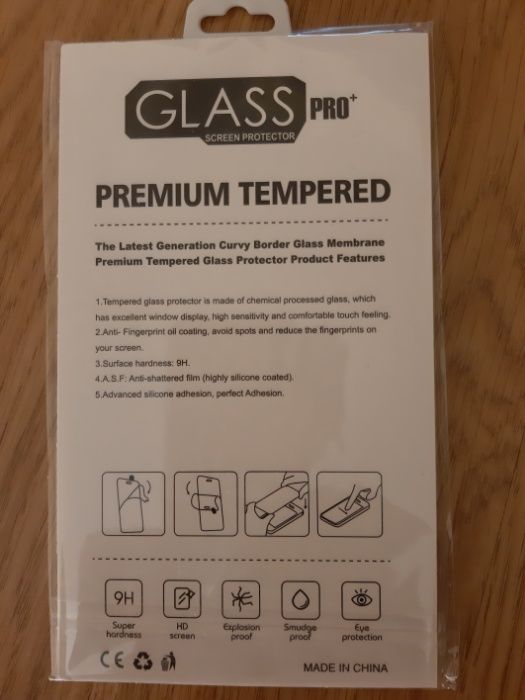 GLASS PRO+
SCREEN PROTECTOR
PREMIUM TEMPERED
The Latest Generation Curvy Border Glass Membrane
Premium Tempered Glass Protector Product Features
1.Tempered glass protector is made of chemical processed glass, which
has excellent window display, high sensitivity and comfortable touch feeling.
2.Anti- Fingerprint oil coating, avoid spots and reduce the fingerprints on
your screen.
3.Surface hardness: 9H.
4.A.S.F: Anti-shattered film (highly silicone coated).
5.Advanced silicone adhesion, perfect Adhesion.
9H
Super
hardness
HD
screen
Explosion
proof
Smudge
proof
Eye
protection
CE
MADE IN CHINA